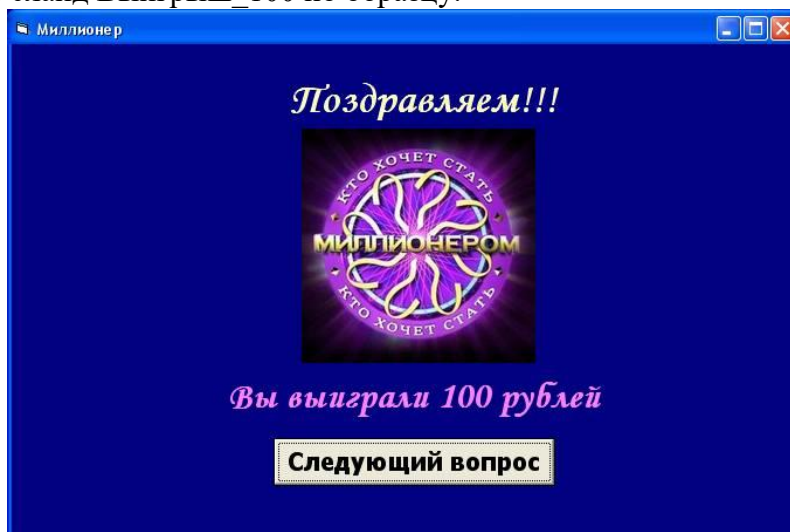 Миллионер
Поздравляем!!!
КТО ХОЧЕТ СТАТЬ
МИЛЛИОНЕРОМ
КТО ХОЧЕТ СТАТЬ
Вы выиграли 100 рублей
Следующий вопрос